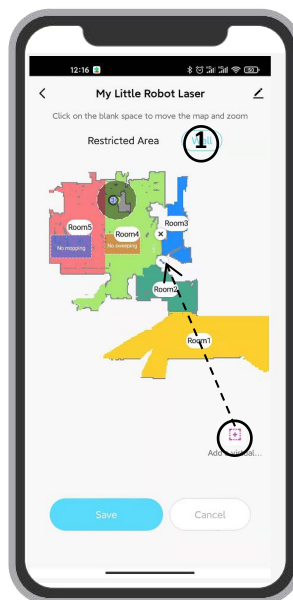 12:16
My Little Robot Laser
Click on the blank space to move the map and zoom
Restricted Area
1
Room3
Room5
Room4
No mopping
No sweeping
Room2
Room1
Save
Cancel